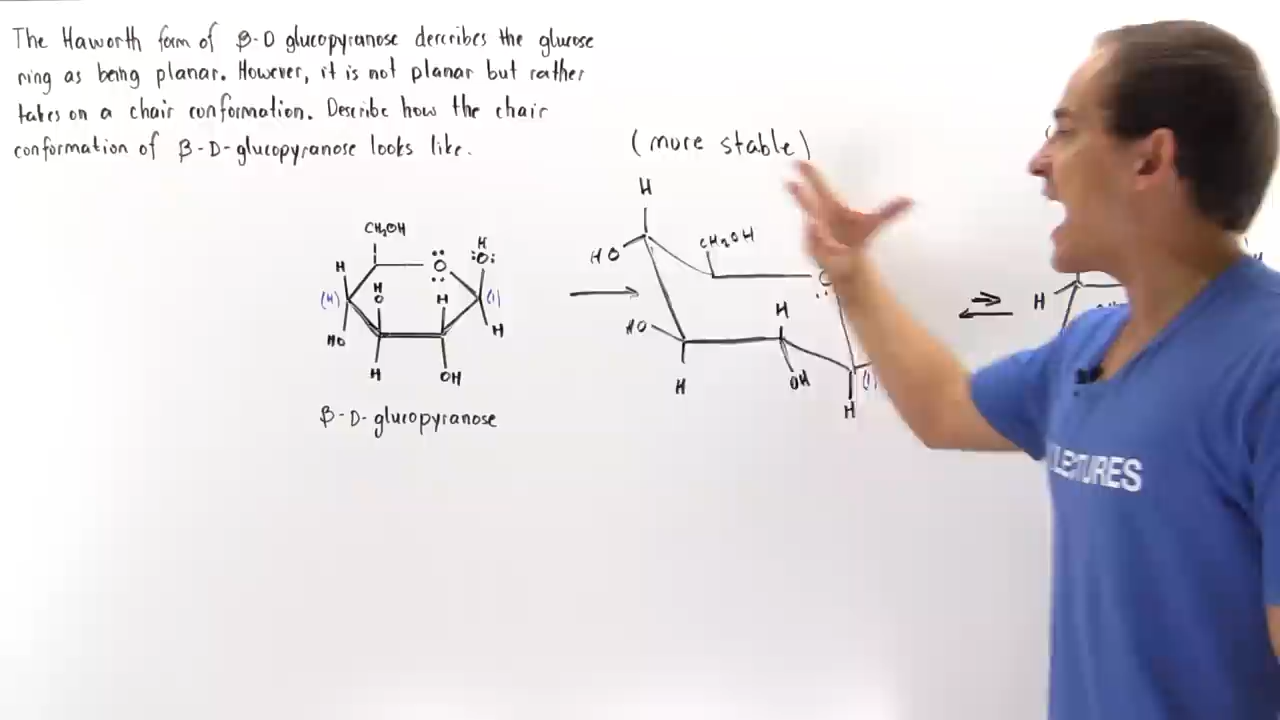 The Haworth form of β-D glucopyranose describes the glucose
ring as being planar. However, it is not planar but rather
takes on a chair conformation. Describe how the chair
conformation of β-D-glucopyranose looks like.
(more stable)
H
CH₂OH
HO
CH₂OH
H
H
:O:
H
(4)
H
O
H
O
(1)
H
HO
H
OH
HO
H
H
OH
(1)
H
H
β-D-glucopyranose
LECTURES